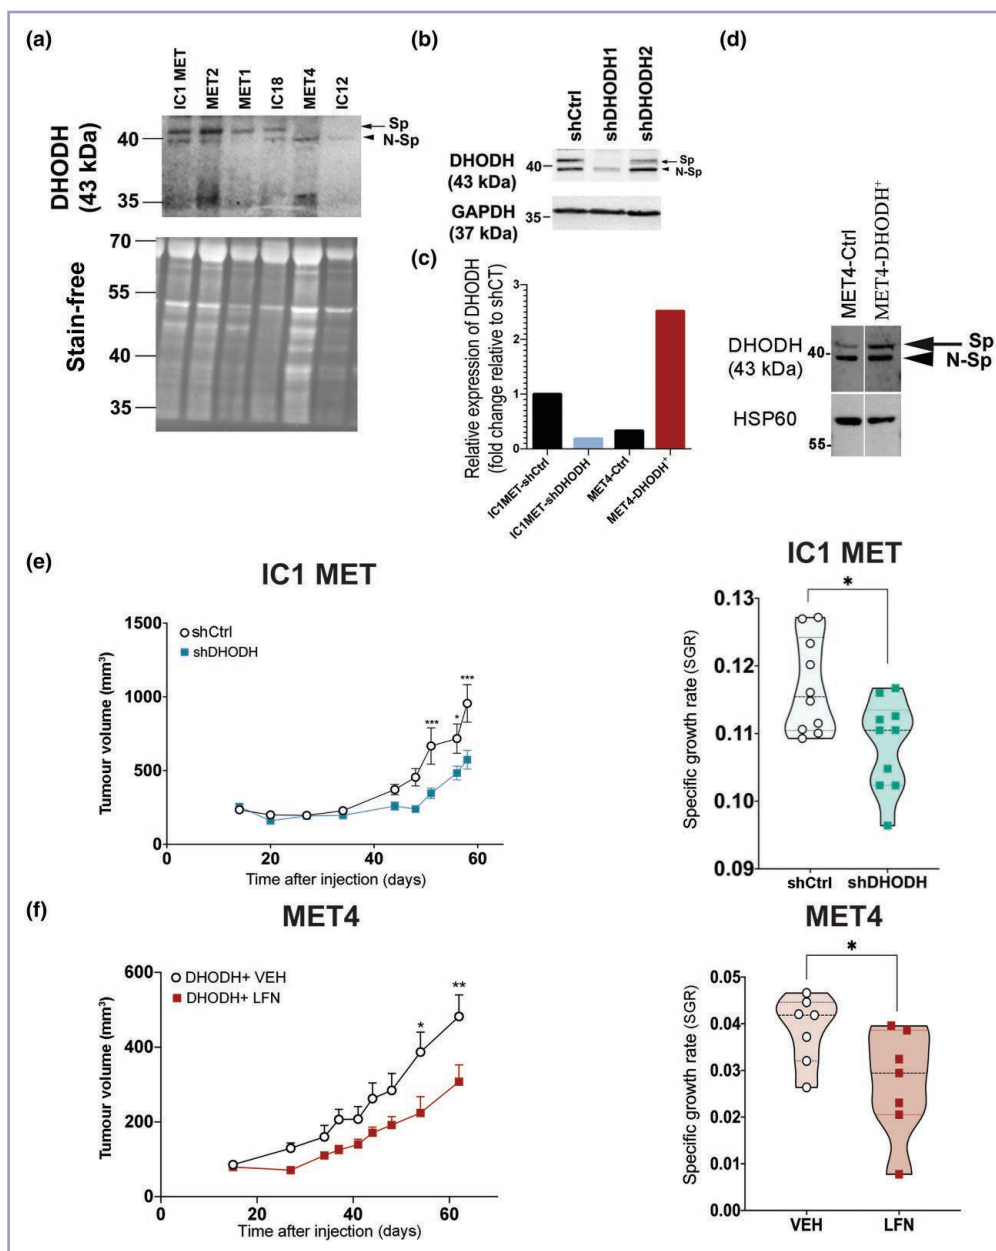 (a)
IC1 MET
MET2
MET1
IC18
MET4
IC12
DHODH
(43 kDa)
40
35
Sp
N-Sp
Stain-free
70
55
40
35
(b)
shCtrl
shDHODH1
shDHODH2
DHODH
(43 kDa)
40
Sp
N-Sp
GAPDH
(37 kDa)
35
(c)
Relative expression of DHODH
(fold change relative to shCT)
3
2
1
0
IC1MET-shCtrl
IC1MET-shDHODH
MET4-Ctrl
MET4-DHODH⁺
(d)
MET4-Ctrl
MET4-DHODH⁺
DHODH
(43 kDa)
40
Sp
N-Sp
HSP60
55
(e)
IC1 MET
Tumour volume (mm³)
1500
1000
500
0
shCtrl
shDHODH
***
*
***
0 20 40 60
Time after injection (days)
IC1 MET
Specific growth rate (SGR)
0.13
0.12
0.11
0.10
0.09
*
shCtrl shDHODH
(f)
MET4
Tumour volume (mm³)
600
400
200
0
DHODH+ VEH
DHODH+ LFN
*
**
0 20 40 60
Time after injection (days)
MET4
Specific growth rate (SGR)
0.05
0.04
0.03
0.02
0.01
0.00
*
VEH LFN